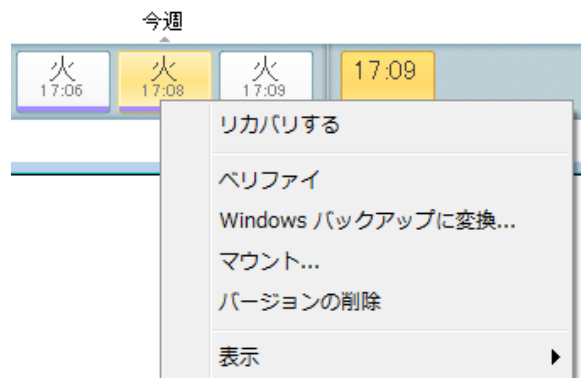 今週
火 火 火 17:09
17:06 17:08 17:09
リカバリする
ベリファイ
Windows バックアップに変換...
マウント...
バージョンの削除
表示